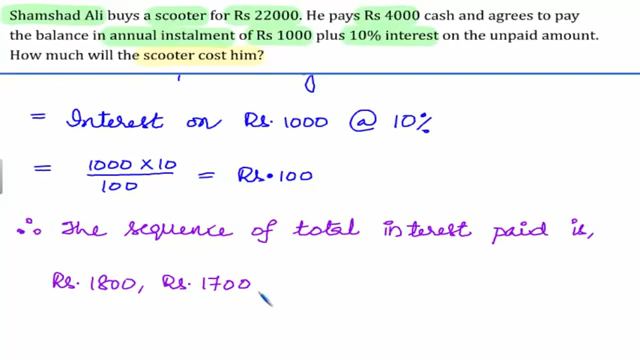 Shamshad Ali buys a scooter for Rs 22000. He pays Rs 4000 cash and agrees to pay
the balance in annual instalment of Rs 1000 plus 10% interest on the unpaid amount.
How much will the scooter cost him?
= Interest on Rs. 1000 @ 10%
= 1000 × 10 / 100 = Rs. 100
∴ The sequence of total interest paid is,
Rs. 1800, Rs. 1700